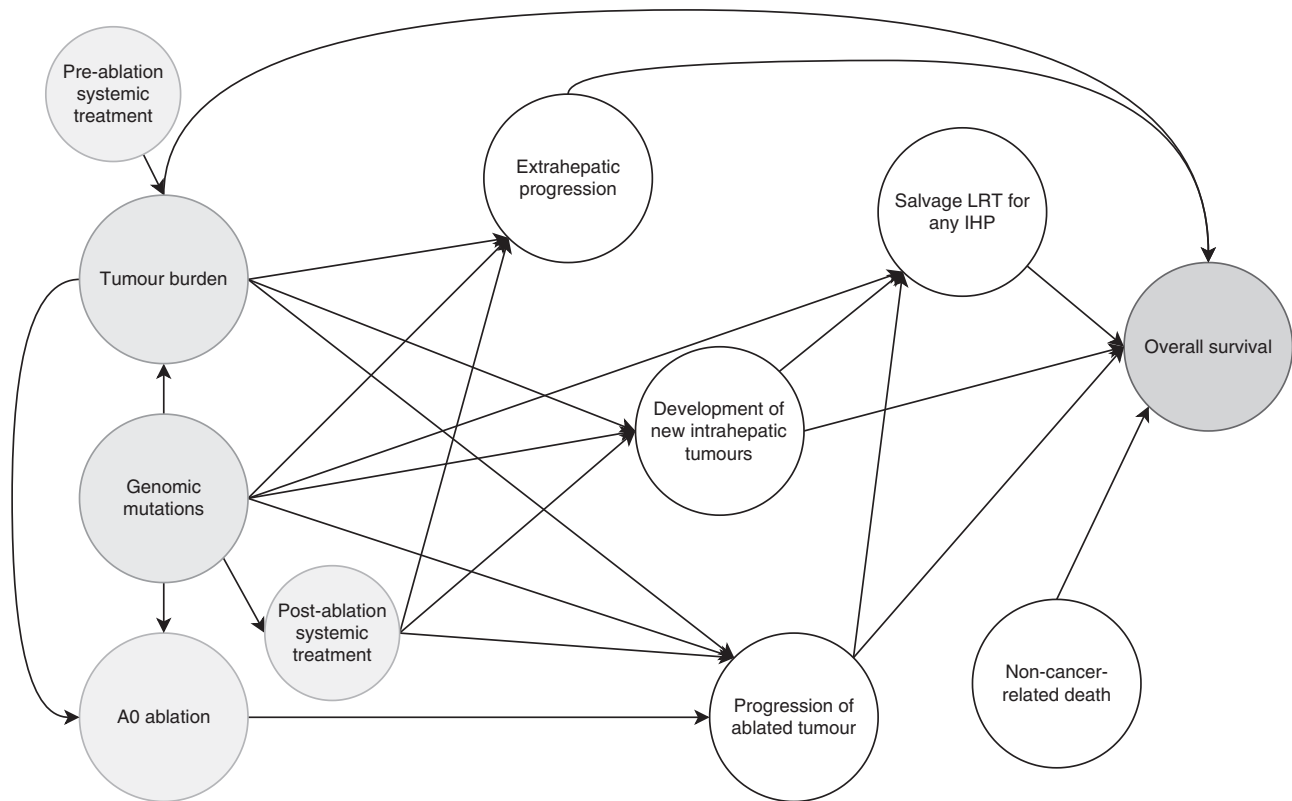 Pre-ablation
systemic
treatment
Extrahepatic
progression
Salvage LRT for
any IHP
Tumour burden
Overall survival
Development of
new intrahepatic
tumours
Genomic
mutations
Post-ablation
systemic
treatment
Non-cancer-
related death
A0 ablation
Progression of
ablated tumour